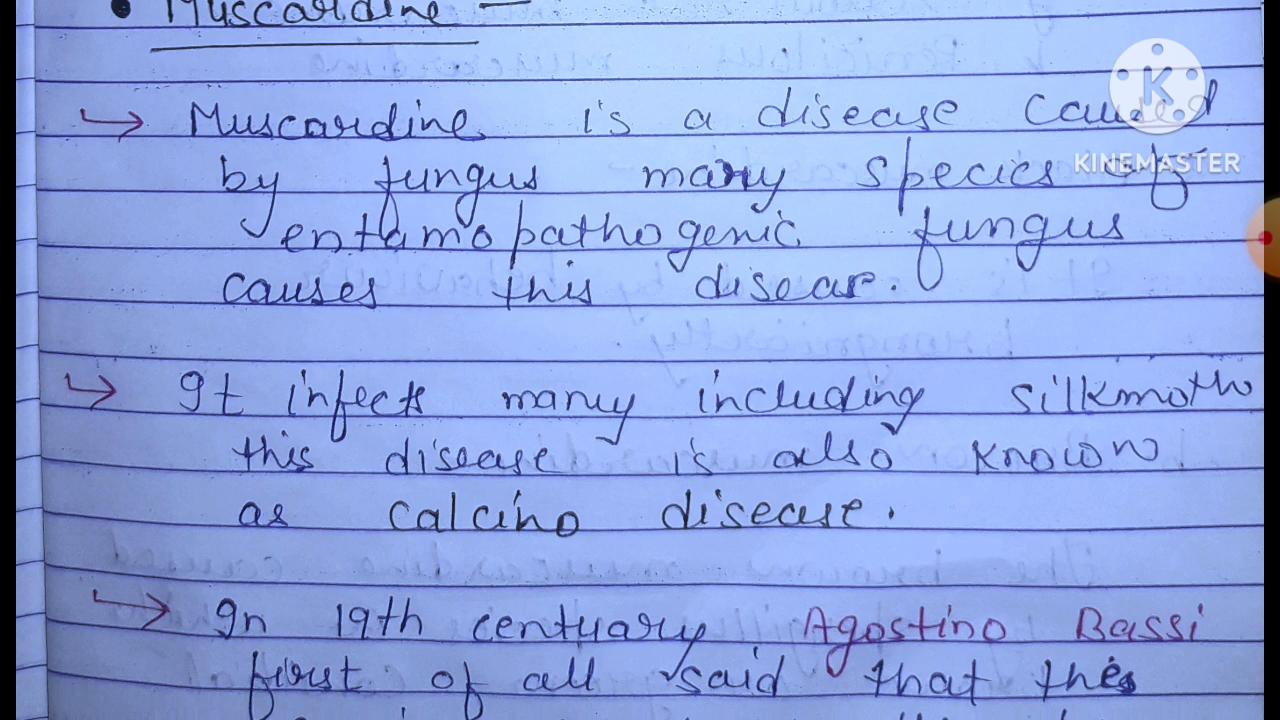 • Muscardine —
→ Muscardine is a disease caused
by fungus many species of
entamopathogenic fungus
causes this disease.
→ It infects many including silkmoth
this disease is also known
as calcino disease.
→ In 19th centuary Agostino Bassi
first of all said that this
K
KINEMASTER